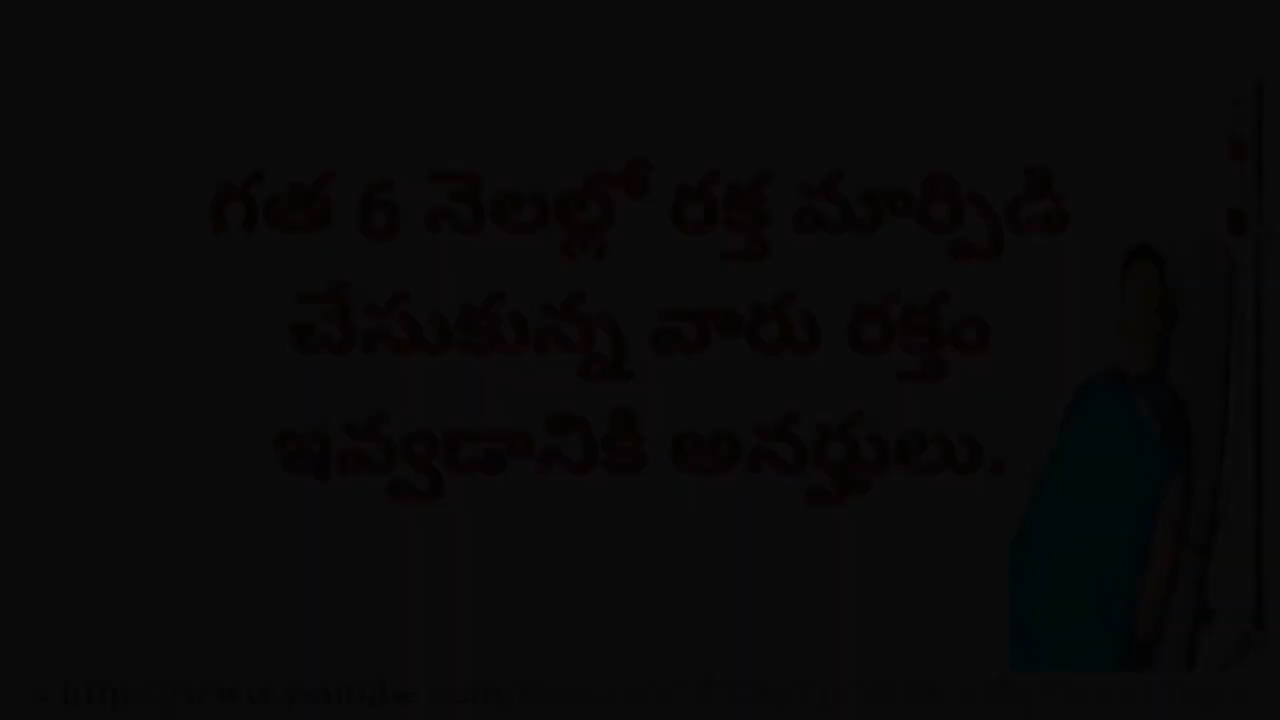 గత 6 నెలల్లో రక్త మార్పిడి
చేసుకున్న వారు రక్తం
ఇవ్వడానికి అనర్హులు.